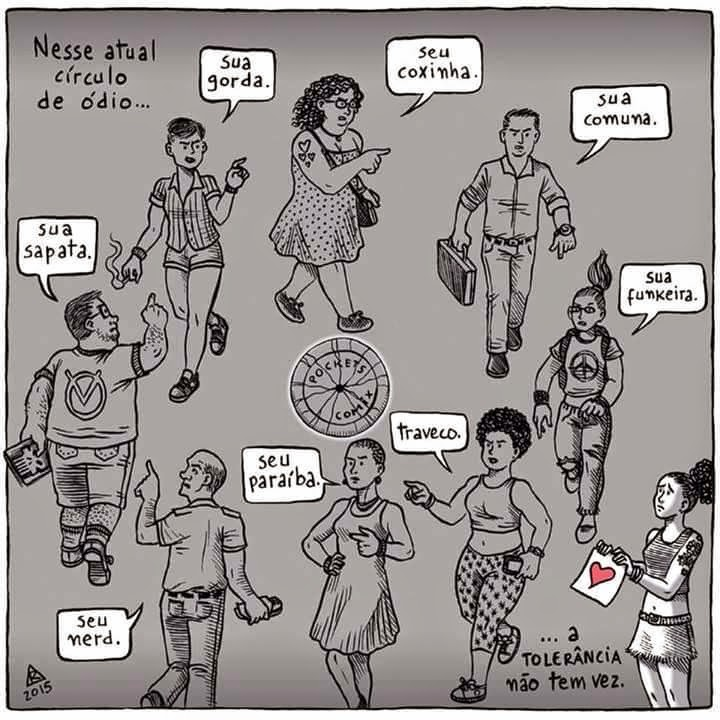 Nesse atual
círculo
de ódio...
sua
gorda.
seu
coxinha.
sua
comuna.
sua
sapata.
sua
funkeira.
POCKETS
COMIX
traveco.
seu
paraíba.
seu
nerd.
... a
TOLERÂNCIA
não tem vez.
2015